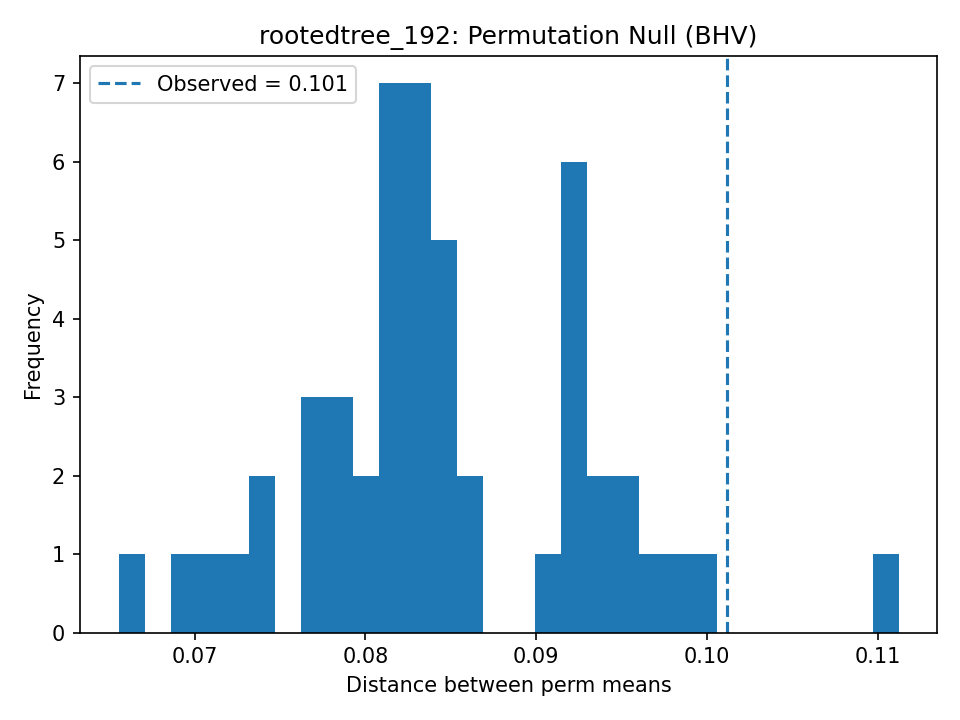 rootedtree_192: Permutation Null (BHV)
Observed = 0.101
7
6
5
4
3
2
1
0
Frequency
0.07 0.08 0.09 0.10 0.11
Distance between perm means